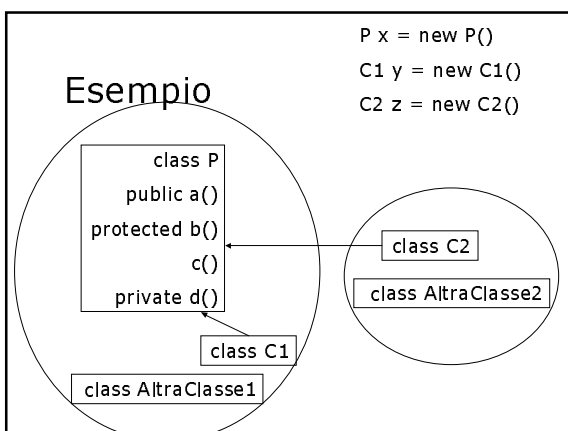 P x = new P()
C1 y = new C1()
C2 z = new C2()
Esempio
class P
public a()
protected b()
c()
private d()
class C2
class AltraClasse2
class C1
class AltraClasse1